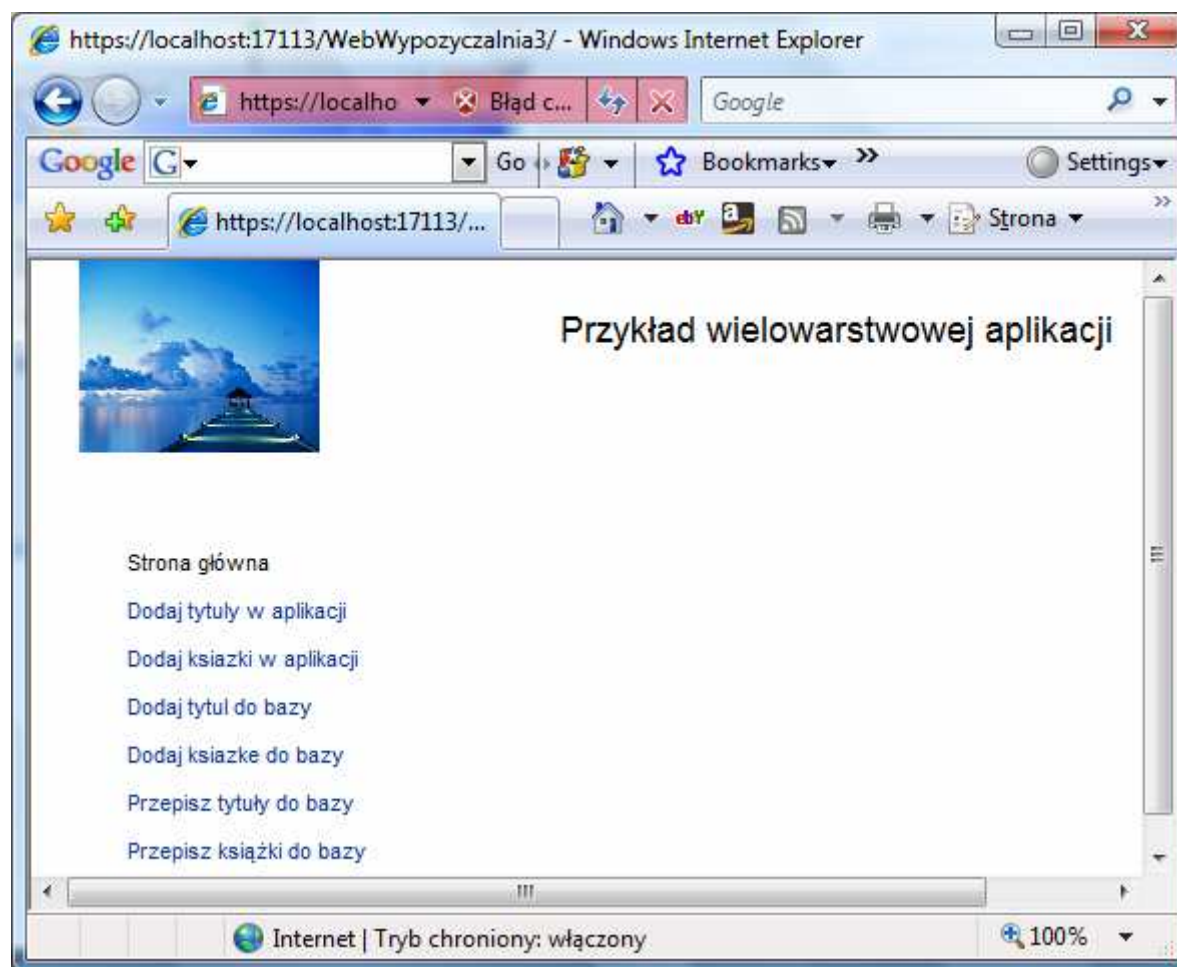 https://localhost:17113/WebWypozyczalnia3/ - Windows Internet Explorer
https://localho Błąd c... Google
Google G Go Bookmarks Settings
https://localhost:17113/... ebY a Strona
Przykład wielowarstwowej aplikacji
Strona główna
Dodaj tytuly w aplikacji
Dodaj ksiazki w aplikacji
Dodaj tytul do bazy
Dodaj ksiazke do bazy
Przepisz tytuły do bazy
Przepisz książki do bazy
Internet | Tryb chroniony: włączony 100%